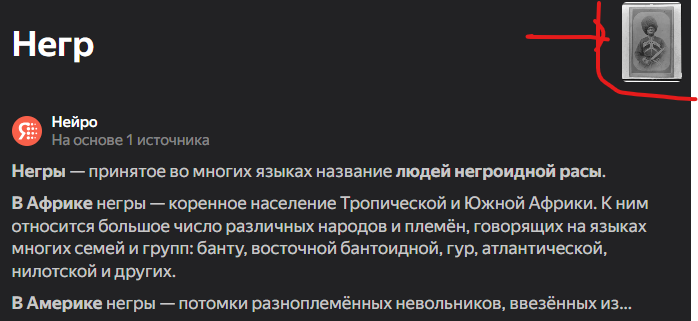 Негр
Нейро
На основе 1 источника
Негры — принятое во многих языках название людей негроидной расы.
В Африке негры — коренное население Тропической и Южной Африки. К ним
относится большое число различных народов и племён, говорящих на языках
многих семей и групп: банту, восточной бантоидной, гур, атлантической,
нилотской и других.
В Америке негры — потомки разноплемённых невольников, ввезённых из...